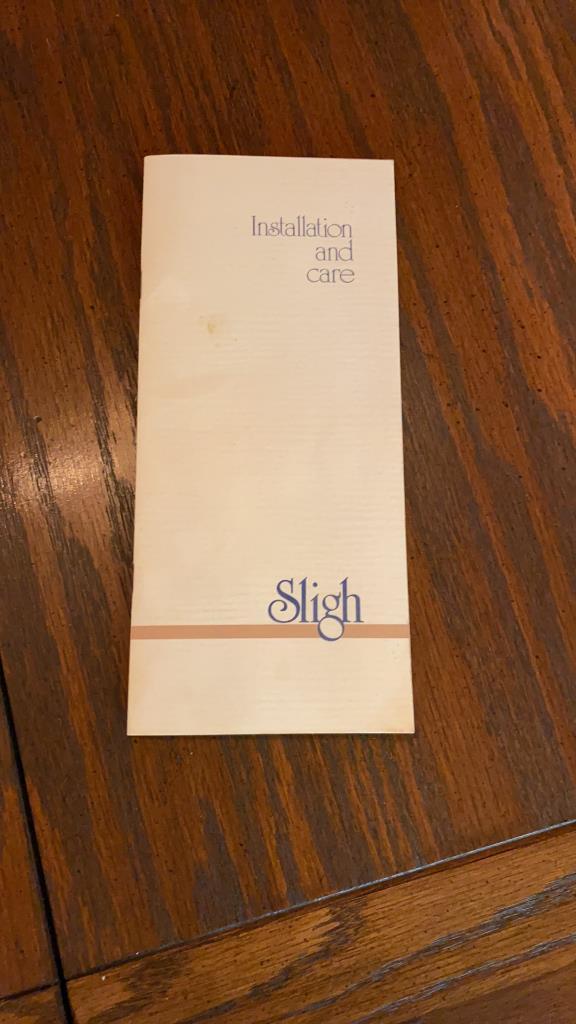 Installation
and
care
Sligh